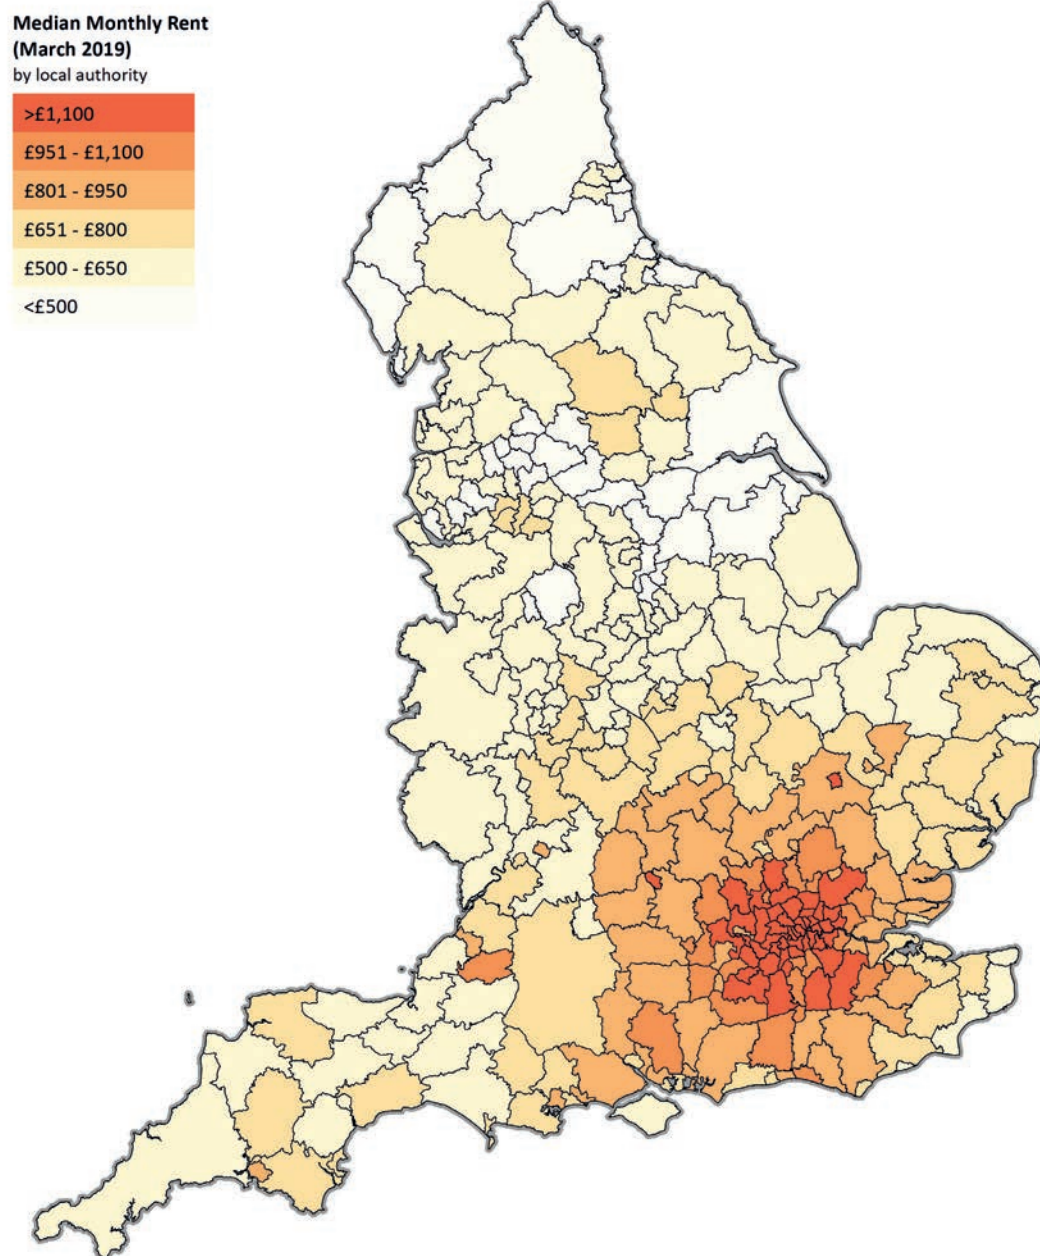 Median Monthly Rent
(March 2019)
by local authority
>£1,100
£951 - £1,100
£801 - £950
£651 - £800
£500 - £650
<£500